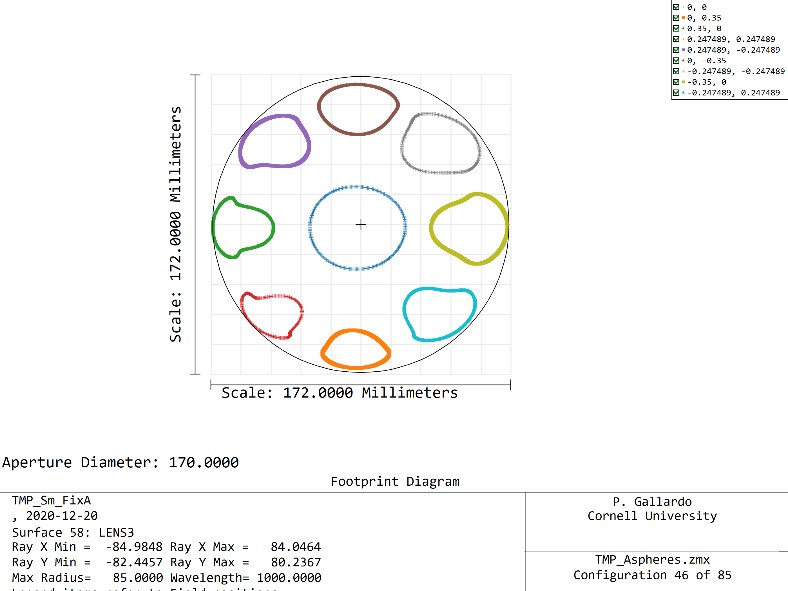 0, 0
0, 0.35
0.35, 0
0.247489, 0.247489
0.247489, -0.247489
0, -0.35
-0.247489, -0.247489
-0.35, 0
-0.247489, 0.247489
Scale: 172.0000 Millimeters
Scale: 172.0000 Millimeters
Aperture Diameter: 170.0000
Footprint Diagram
TMP_Sm_FixA
, 2020-12-20
Surface 58: LENS3
Ray X Min = -84.9848 Ray X Max = 84.0464
Ray Y Min = -82.4457 Ray Y Max = 80.2367
Max Radius= 85.0000 Wavelength= 1000.0000
P. Gallardo
Cornell University
TMP_Aspheres.zmx
Configuration 46 of 85